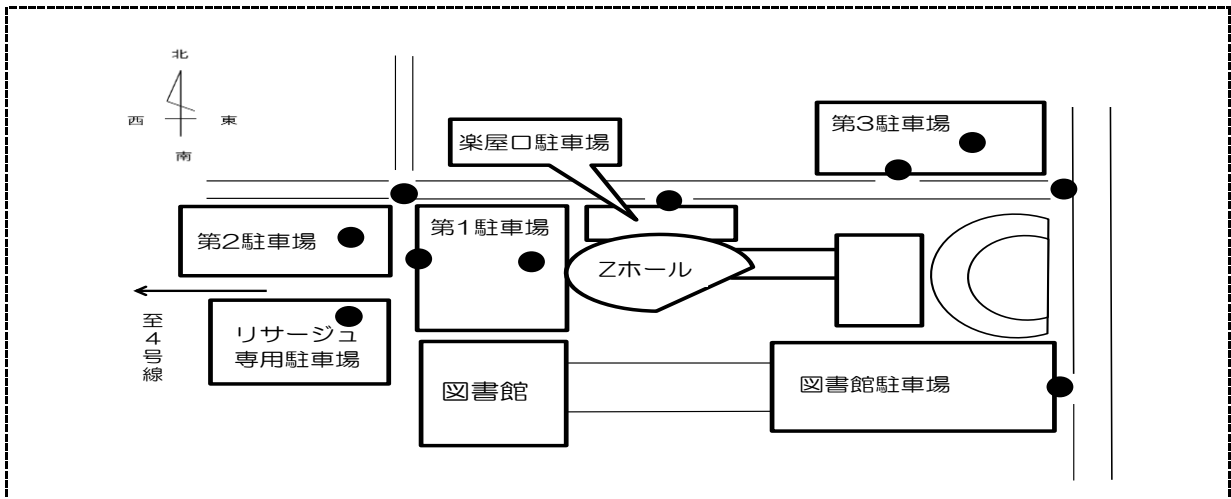 北
西
東
南
楽屋口駐車場
第3駐車場
第2駐車場
第1駐車場
Zホール
至4号線
リサージュ
専用駐車場
図書館
図書館駐車場